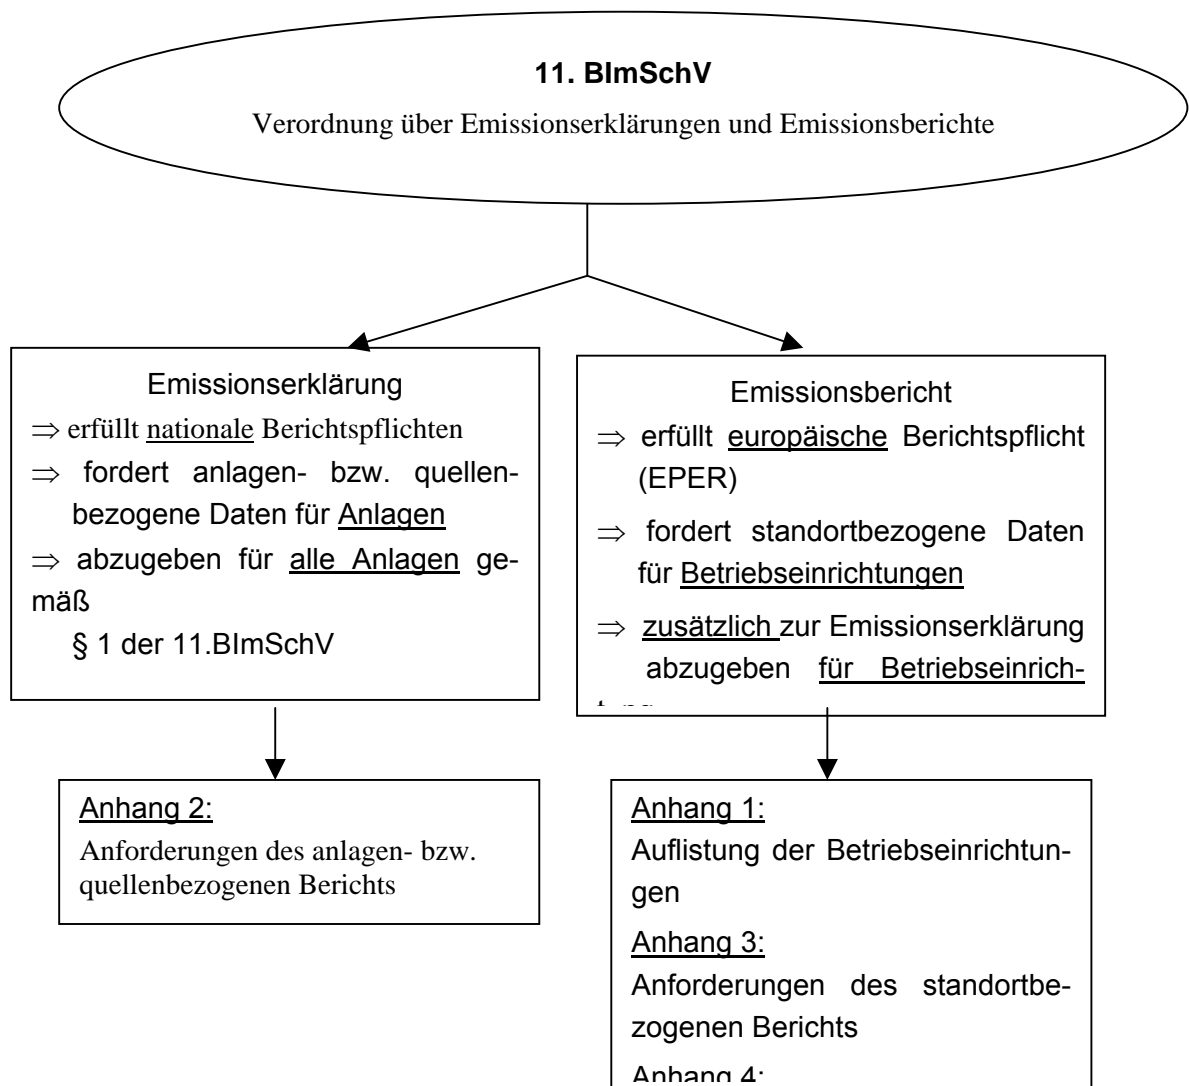 11. BImSchV
Verordnung über Emissionserklärungen und Emissionsberichte
Emissionserklärung
⇒ erfüllt nationale Berichtspflichten
⇒ fordert anlagen- bzw. quellen-
bezogene Daten für Anlagen
⇒ abzugeben für alle Anlagen ge-
mäß
§ 1 der 11.BImSchV
Emissionsbericht
⇒ erfüllt europäische Berichtspflicht
(EPER)
⇒ fordert standortbezogene Daten
für Betriebseinrichtungen
⇒ zusätzlich zur Emissionserklärung
abzugeben für Betriebseinrich-
Anhang 2:
Anforderungen des anlagen- bzw.
quellenbezogenen Berichts
Anhang 1:
Auflistung der Betriebseinrichtun-
gen
Anhang 3:
Anforderungen des standortbe-
zogenen Berichts
Anhang 4: